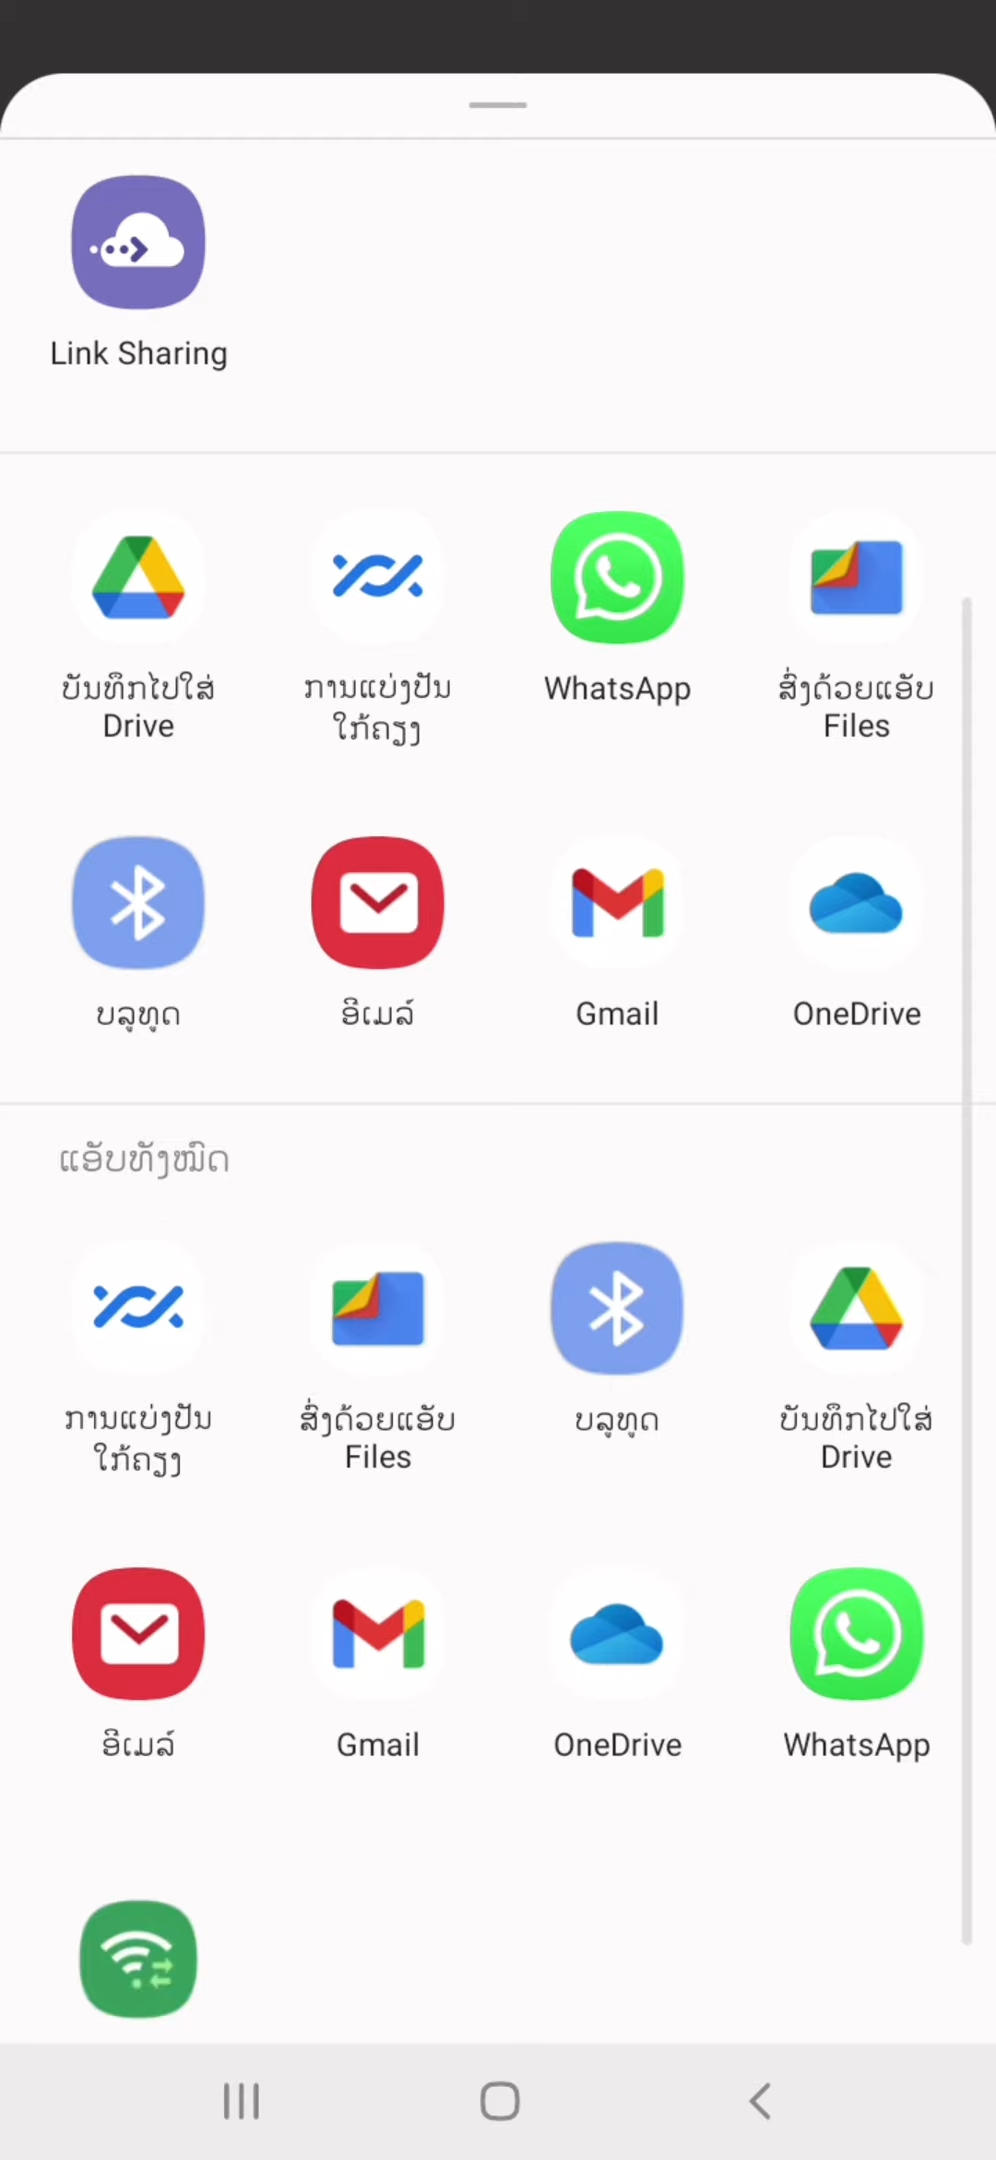 Link Sharing
ບັນທຶກໄປໃສ່
Drive
ການແບ່ງປັນ
ໃກ້ຄຽງ
WhatsApp
ສົ່ງດ້ວຍແອັບ
Files
ບລູທູດ
ອີເມລ໌
Gmail
OneDrive
ແອັບທັງໝົດ
ການແບ່ງປັນ
ໃກ້ຄຽງ
ສົ່ງດ້ວຍແອັບ
Files
ບລູທູດ
ບັນທຶກໄປໃສ່
Drive
ອີເມລ໌
Gmail
OneDrive
WhatsApp